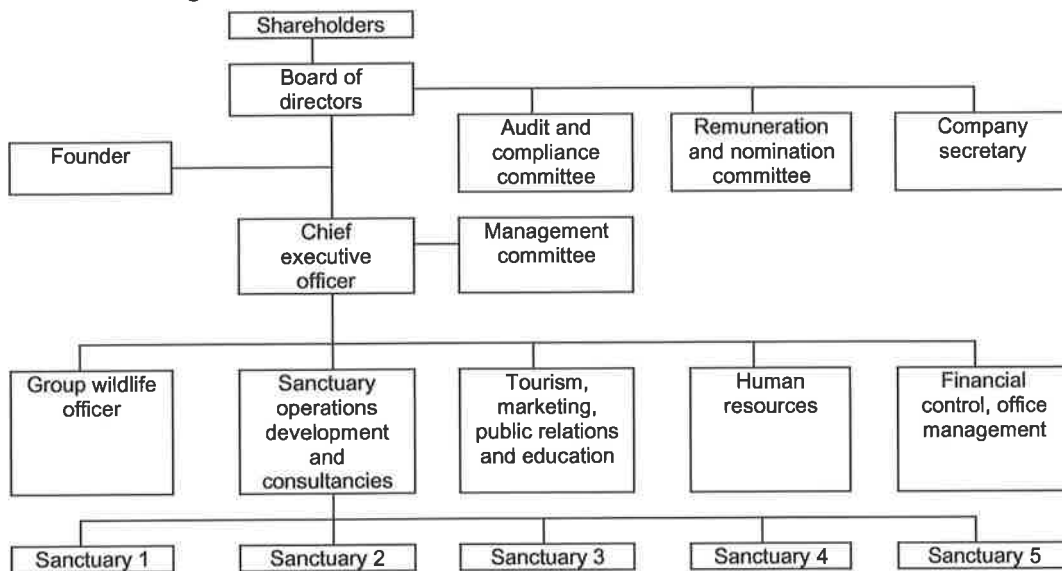 Shareholders
Board of
directors
Audit and
compliance
committee
Remuneration
and nomination
committee
Company
secretary
Founder
Chief
executive
officer
Management
committee
Group wildlife
officer
Sanctuary
operations
development
and
consultancies
Tourism,
marketing,
public relations
and education
Human
resources
Financial
control, office
management
Sanctuary 1
Sanctuary 2
Sanctuary 3
Sanctuary 4
Sanctuary 5